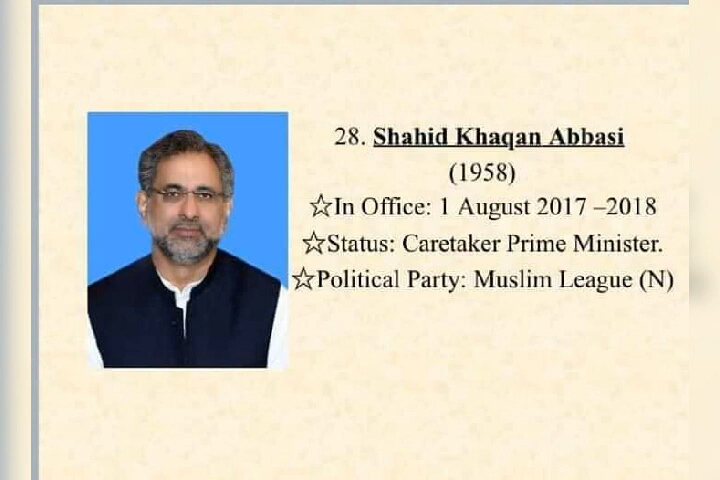 28. Shahid Khaqan Abbasi
(1958)
☆In Office: 1 August 2017 –2018
☆Status: Caretaker Prime Minister.
☆Political Party: Muslim League (N)